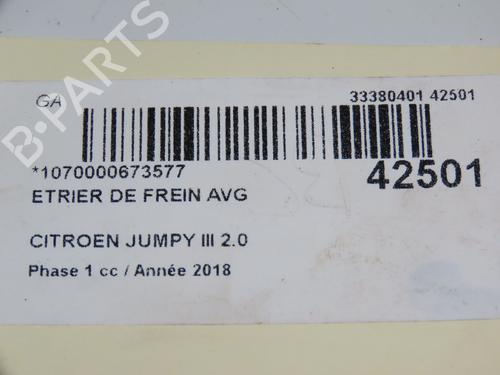 GA
33380401 42501
*1070000673577
42501
ETRIER DE FREIN AVG
CITROEN JUMPY III 2.0
Phase 1 cc / Année 2018
B-PARTS